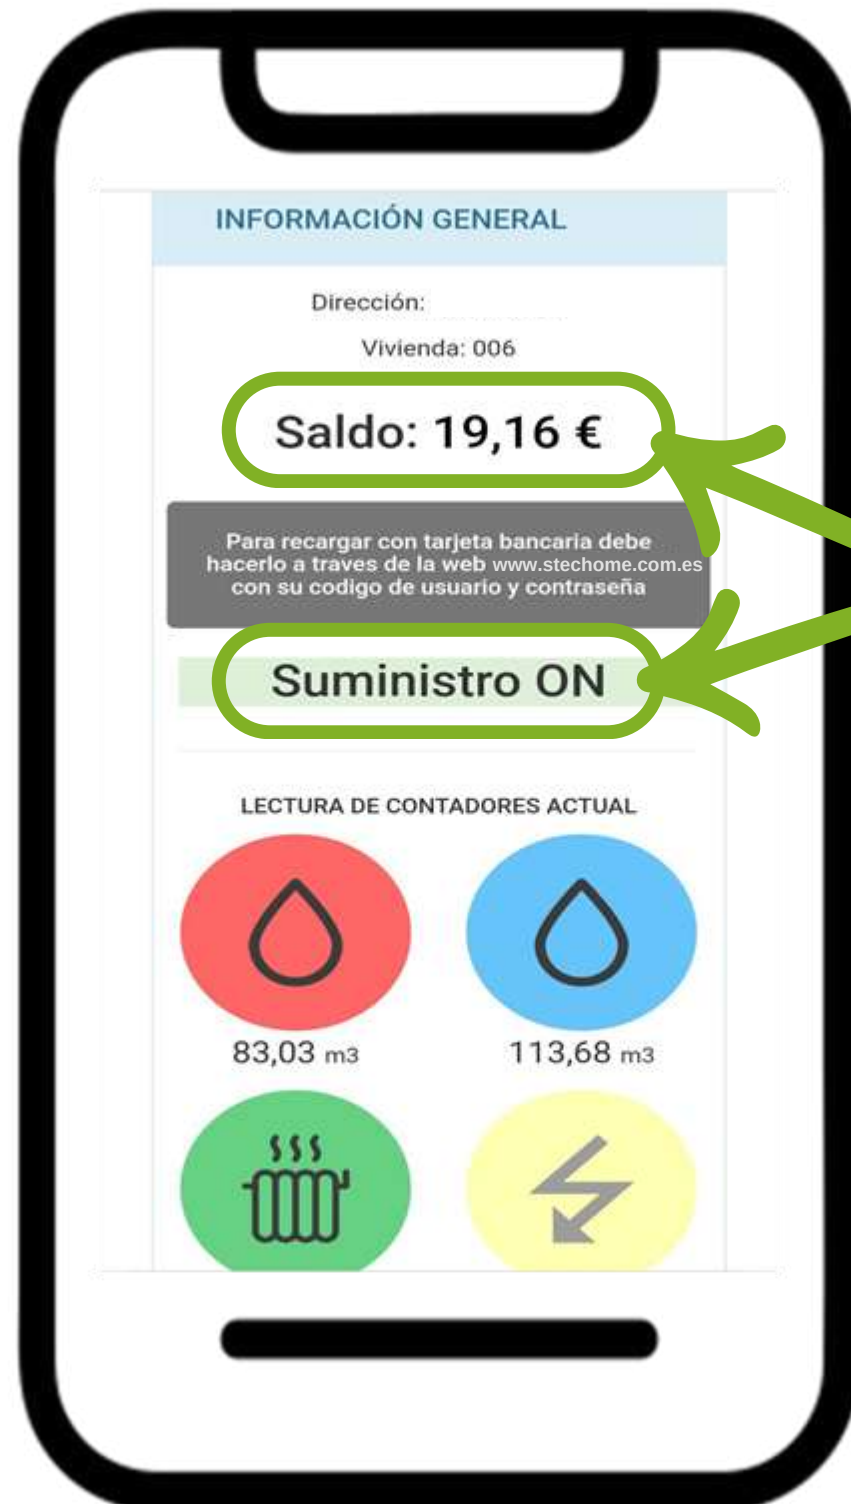 INFORMACIÓN GENERAL
Dirección:
Vivienda: 006
Saldo: 19,16 €
Para recargar con tarjeta bancaria debe
hacerlo a traves de la web www.stechome.com.es
con su codigo de usuario y contraseña
Suministro ON
LECTURA DE CONTADORES ACTUAL
83,03 m3
113,68 m3